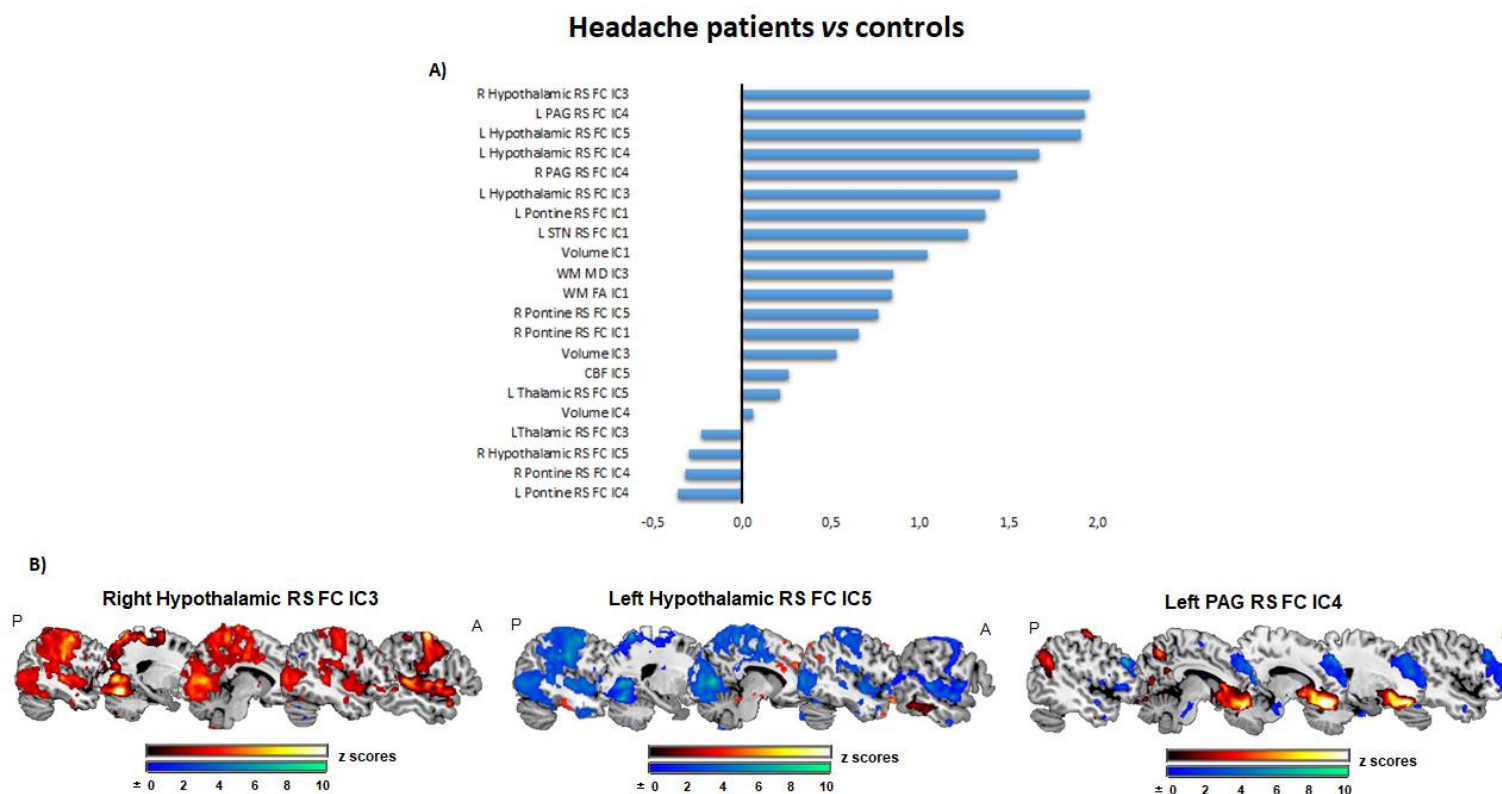 Headache patients vs controls
A)
R Hypothalamic RS FC IC3
L PAG RS FC IC4
L Hypothalamic RS FC IC5
L Hypothalamic RS FC IC4
R PAG RS FC IC4
L Hypothalamic RS FC IC3
L Pontine RS FC IC1
L STN RS FC IC1
Volume IC1
WM MD IC3
WM FA IC1
R Pontine RS FC IC5
R Pontine RS FC IC1
Volume IC3
CBF IC5
L Thalamic RS FC IC5
Volume IC4
LThalamic RS FC IC3
R Hypothalamic RS FC IC5
R Pontine RS FC IC4
L Pontine RS FC IC4
-0,5 0,0 0,5 1,0 1,5 2,0
B)
Right Hypothalamic RS FC IC3
P A
z scores
± 0 2 4 6 8 10
Left Hypothalamic RS FC IC5
P A
z scores
± 0 2 4 6 8 10
Left PAG RS FC IC4
P
z scores
± 0 2 4 6 8 10